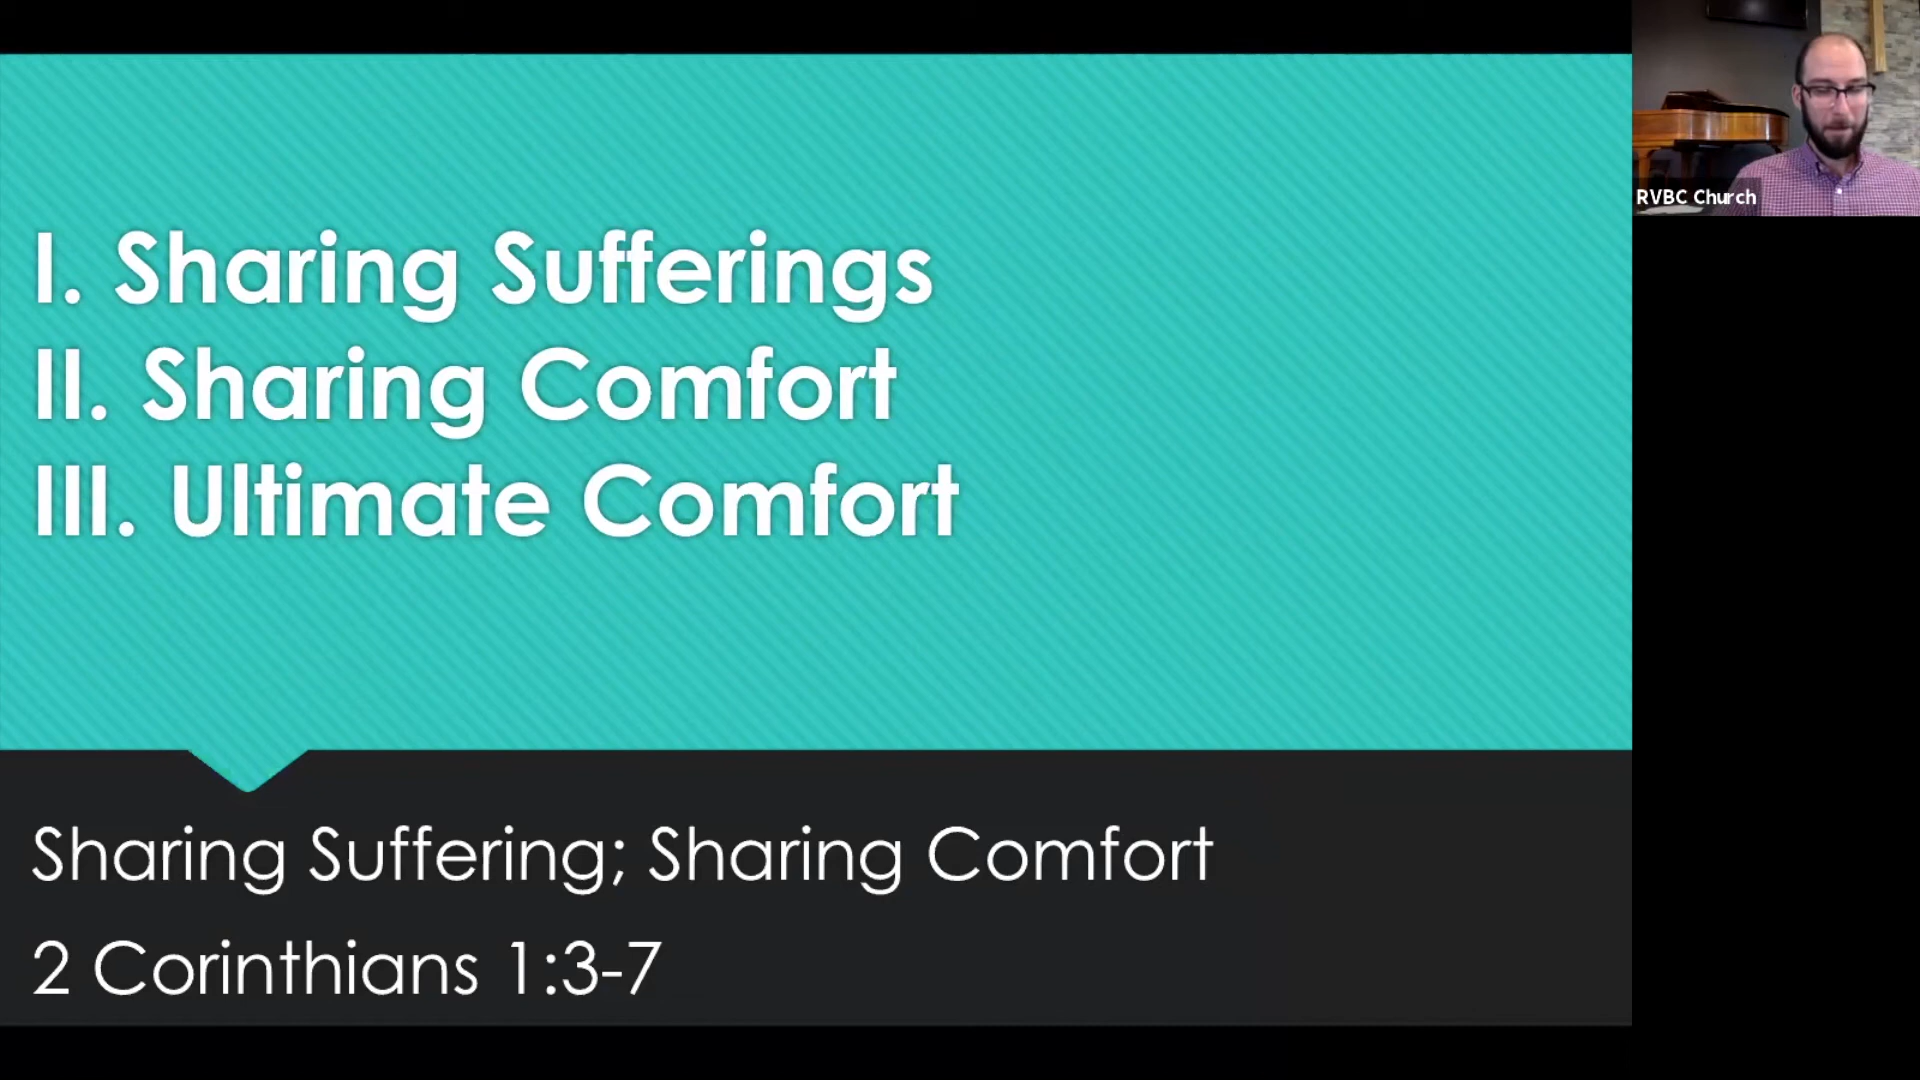 I. Sharing Sufferings
II. Sharing Comfort
III. Ultimate Comfort
RVBC Church
Sharing Suffering; Sharing Comfort
2 Corinthians 1:3-7